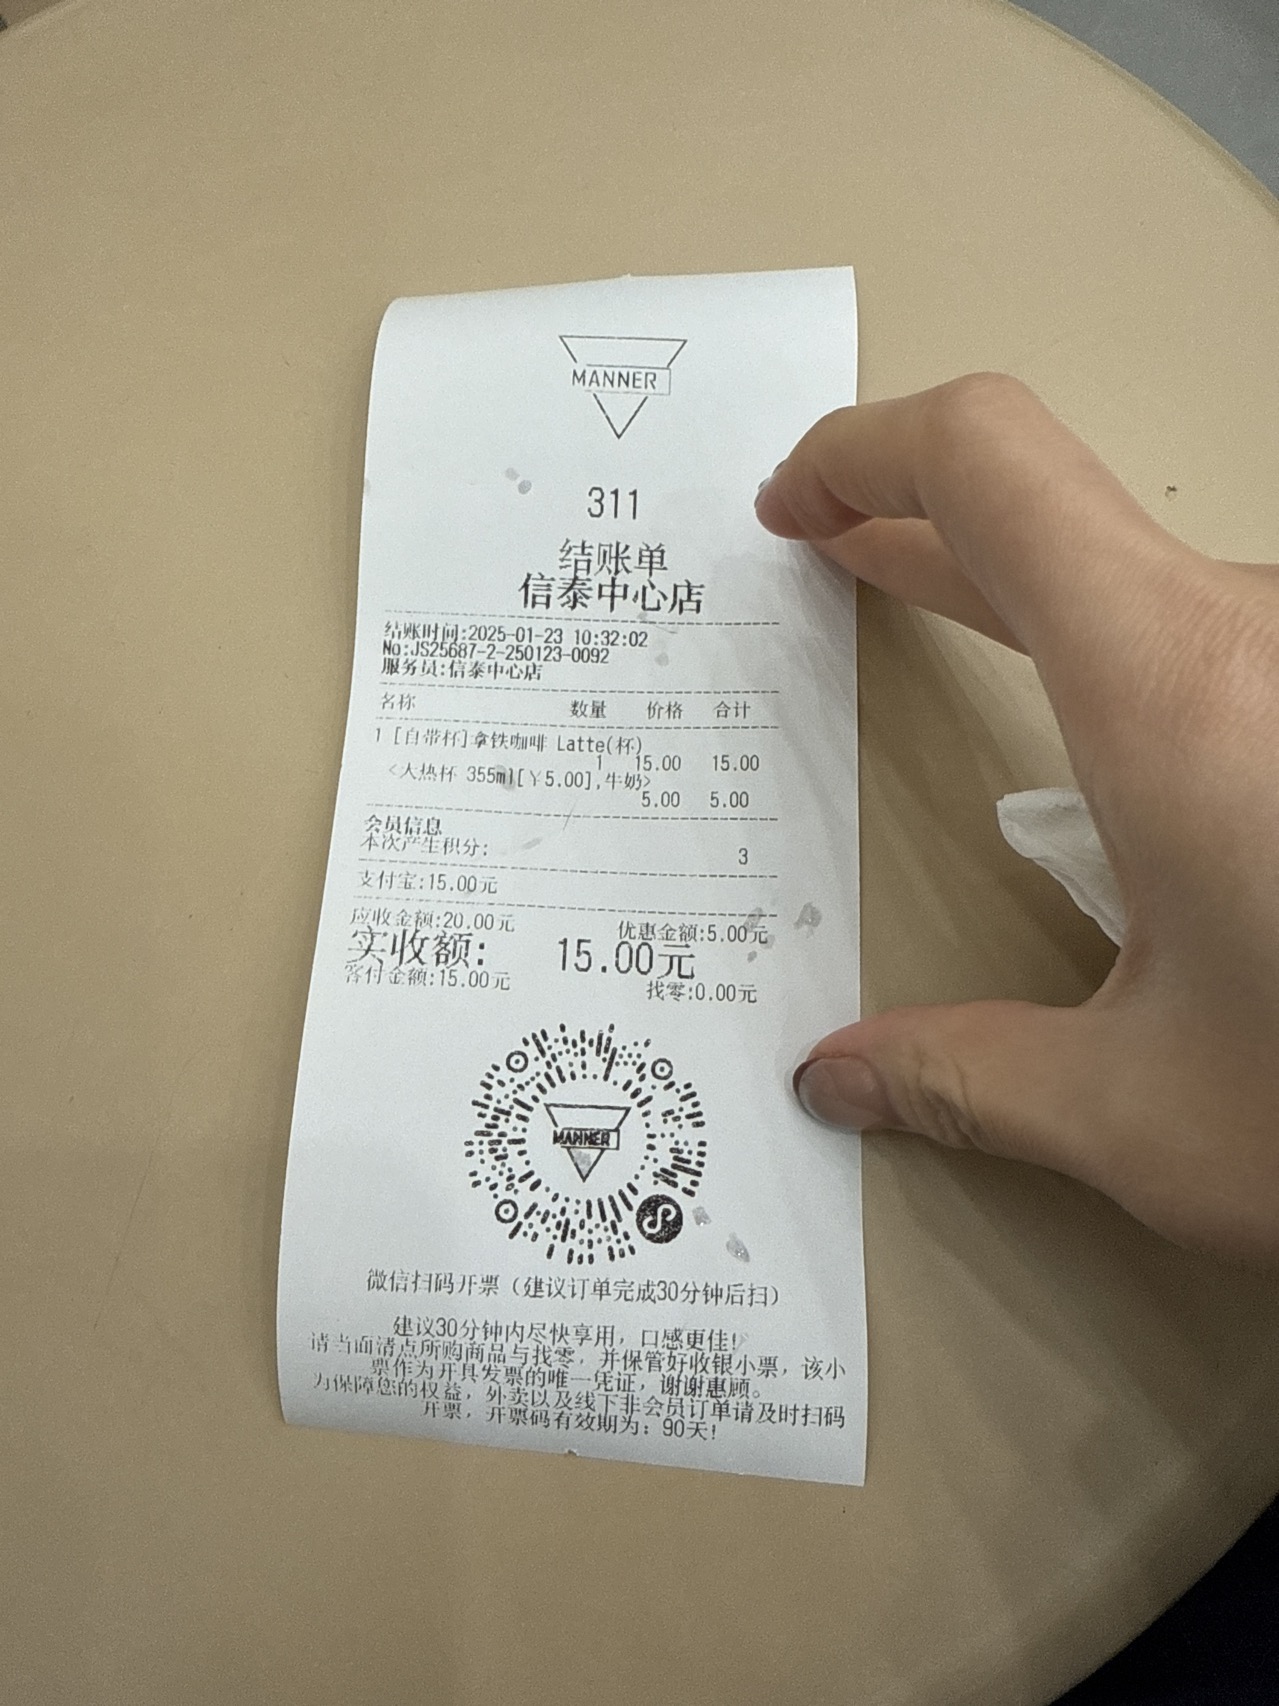 MANNER
311
结账单
信泰中心店
结账时间:2025-01-23 10:32:02
No:JS25687-2-250123-0092
服务员:信泰中心店
名称 数量 价格 合计
1 [自带杯]拿铁咖啡 Latte(杯)
1 15.00 15.00
<大热杯 355ml[￥5.00],牛奶>
5.00 5.00
会员信息
本次产生积分: 3
支付宝:15.00元
应收金额:20.00元 优惠金额:5.00元
实收额: 15.00元
客付金额:15.00元 找零:0.00元
MANNER
微信扫码开票（建议订单完成30分钟后扫）
建议30分钟内尽快享用，口感更佳！
请当面清点所购商品与找零，并保管好收银小票，该小
票作为开具发票的唯一凭证，谢谢惠顾。
为保障您的权益，外卖以及线下非会员订单请及时扫码
开票，开票码有效期为：90天！